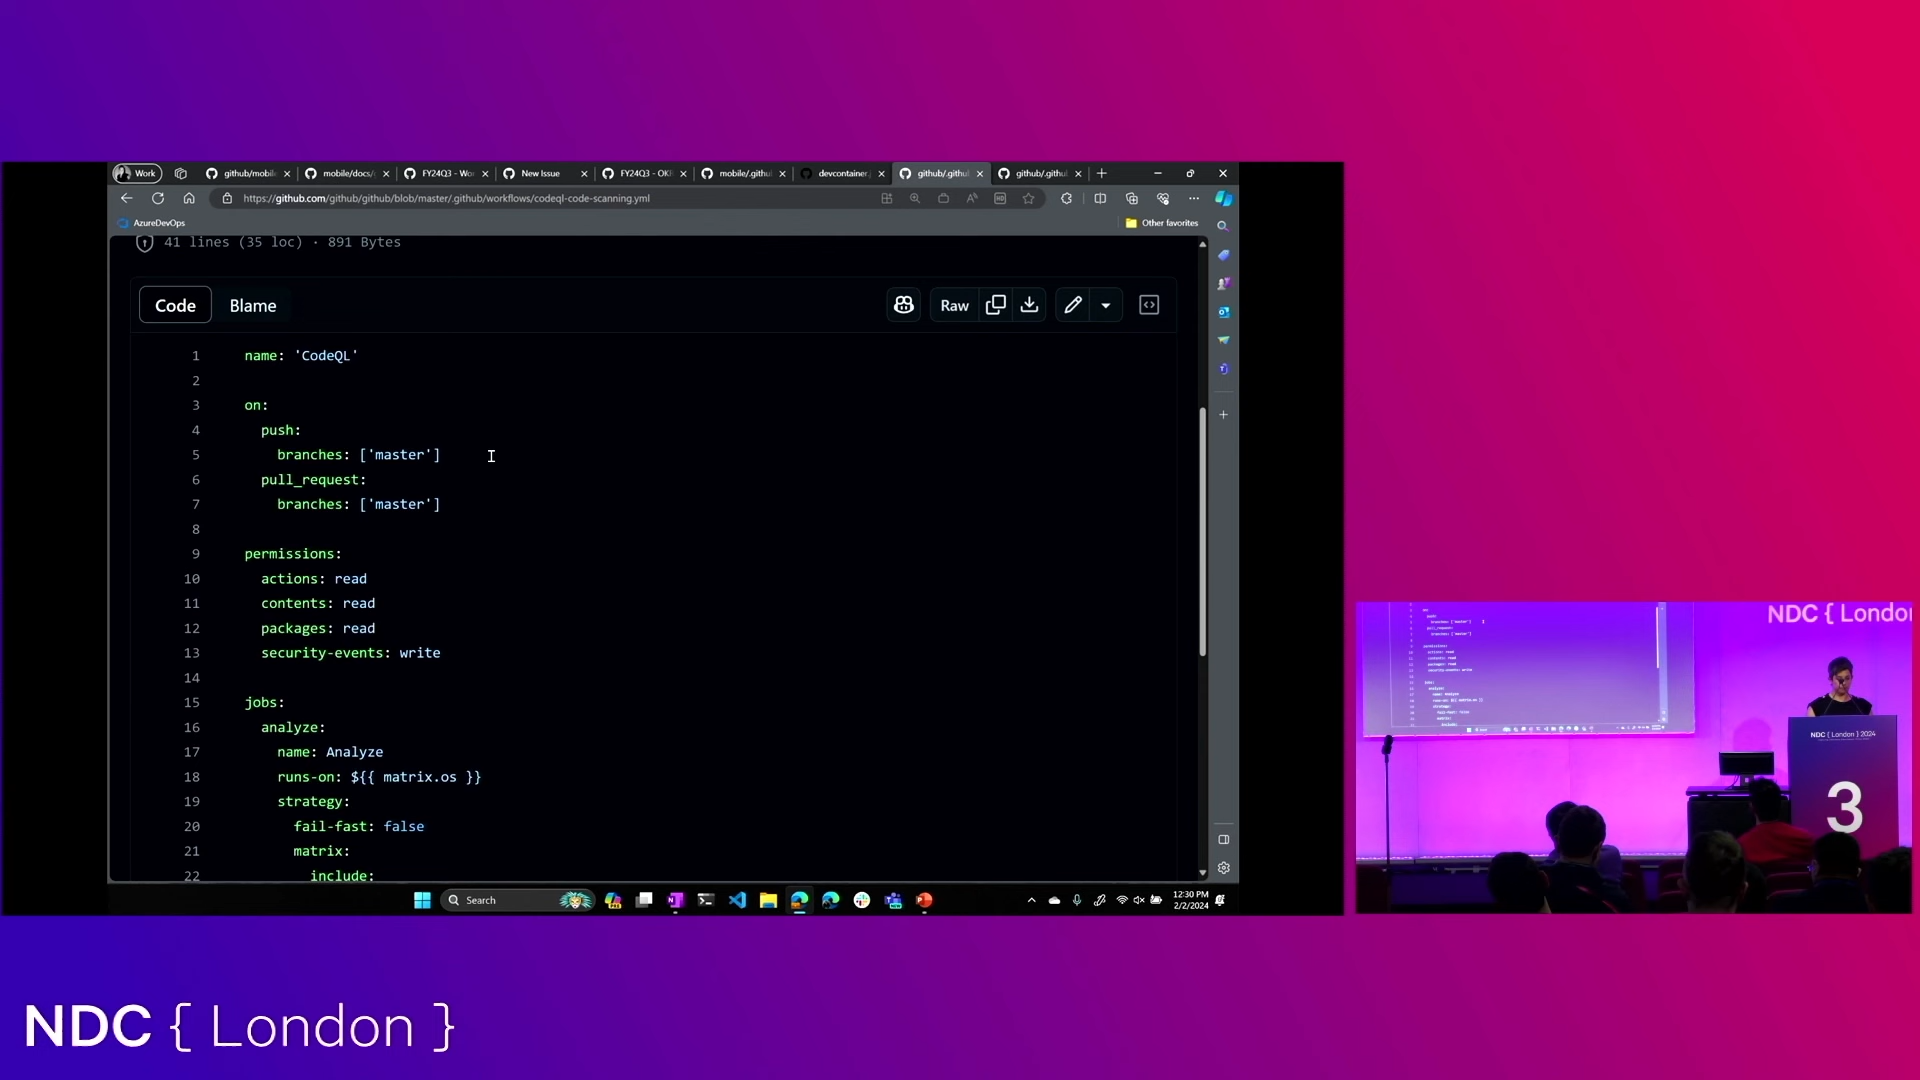 Work
github/mobil
mobile/docs/
FY24Q3 - Wo
New Issue
FY24Q3 - OK
mobile/.githu
devcontainer
github/.githu
github/.githu
https://github.com/github/github/blob/master/.github/workflows/codeql-code-scanning.yml
AzureDevOps
Other favorites
41 lines (35 loc) · 891 Bytes
Code
Blame
Raw
1 name: 'CodeQL'
2
3 on:
4 push:
5 branches: ['master']
6 pull_request:
7 branches: ['master']
8
9 permissions:
10 actions: read
11 contents: read
12 packages: read
13 security-events: write
14
15 jobs:
16 analyze:
17 name: Analyze
18 runs-on: ${{ matrix.os }}
19 strategy:
20 fail-fast: false
21 matrix:
22 include:
Search
12:30 PM
2/2/2024
NDC { Londo
NDC { London } 2024
3
NDC { London }